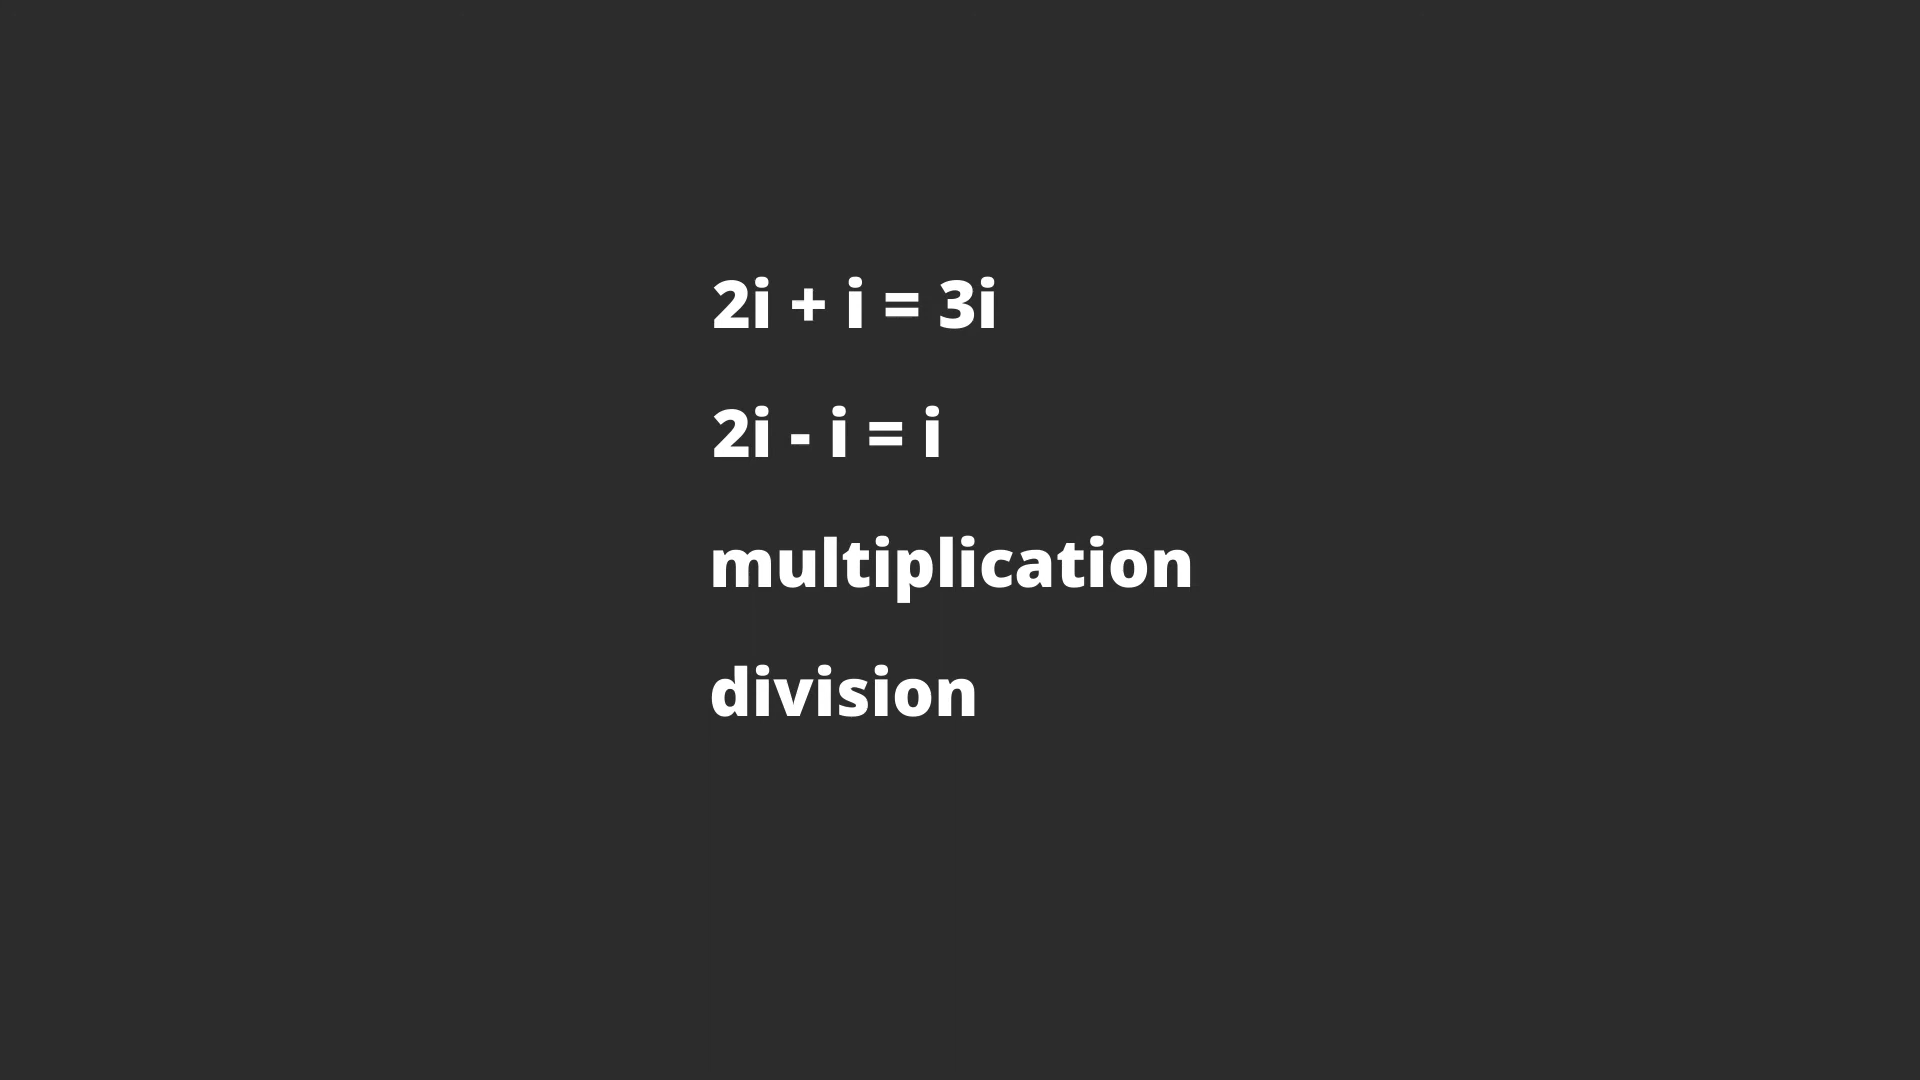 2i + i = 3i
2i - i = i
multiplication
division